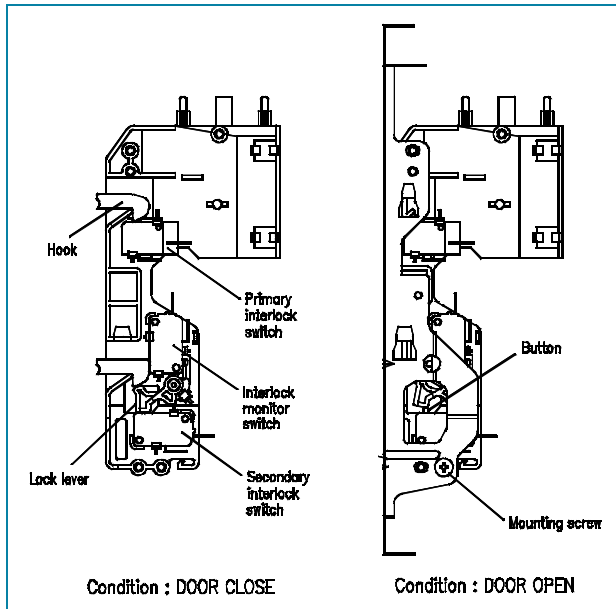 Hook
Primary
interlock
switch
Button
Interlock
monitor
switch
Lock lever
Secondary
interlock
switch
Mounting screw
Condition : DOOR CLOSE
Condition : DOOR OPEN